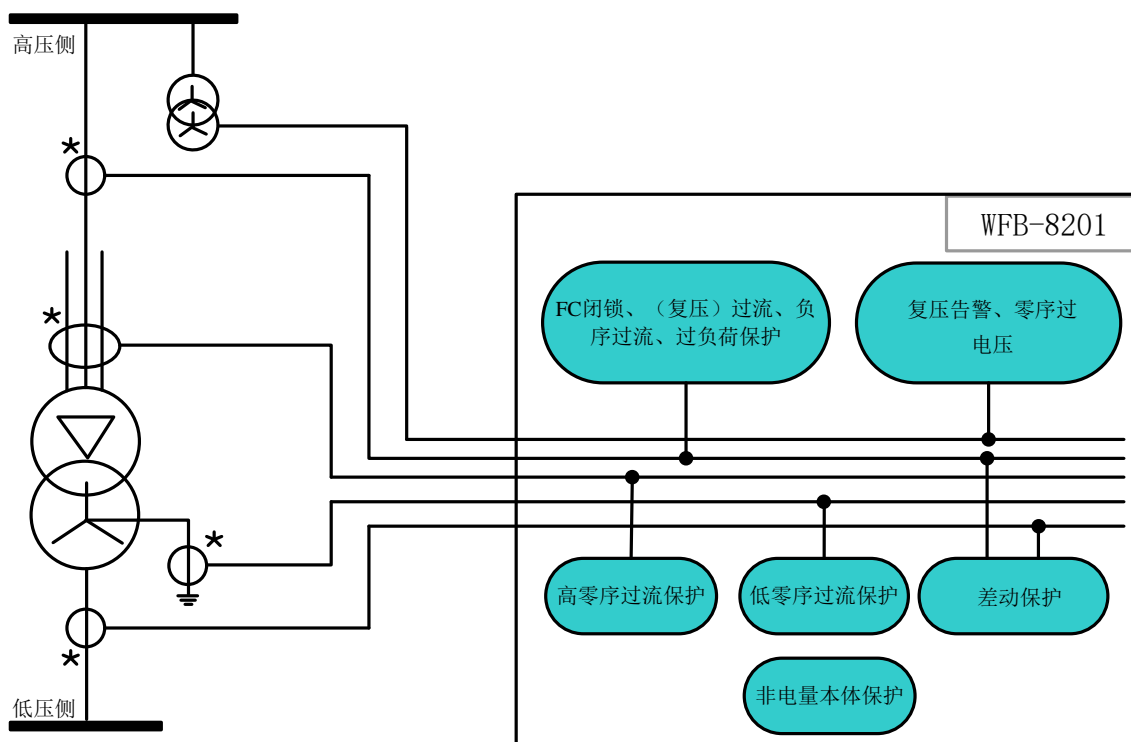 高压侧
WFB-8201
FC闭锁、（复压）过流、负
序过流、过负荷保护
复压告警、零序过
电压
高零序过流保护
低零序过流保护
差动保护
非电量本体保护
低压侧